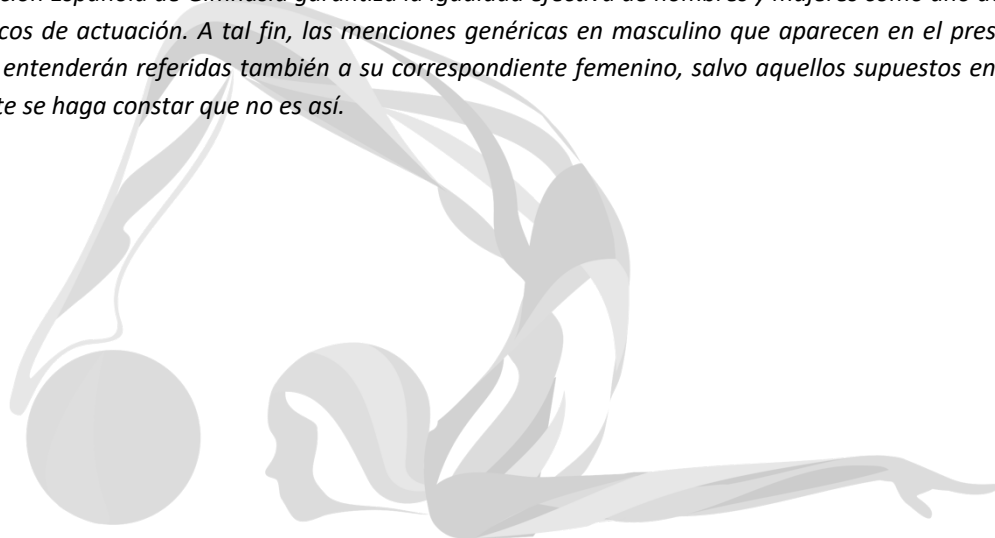 Española de Gimnasia garantiza la igualdad efectiva de hombres y mujeres como uno
cos de actuación. A tal fin, las menciones genéricas en masculino que aparecen en el pres
entenderán referidas también a su correspondiente femenino, salvo aquellos supuestos en
te se haga constar que no es así.